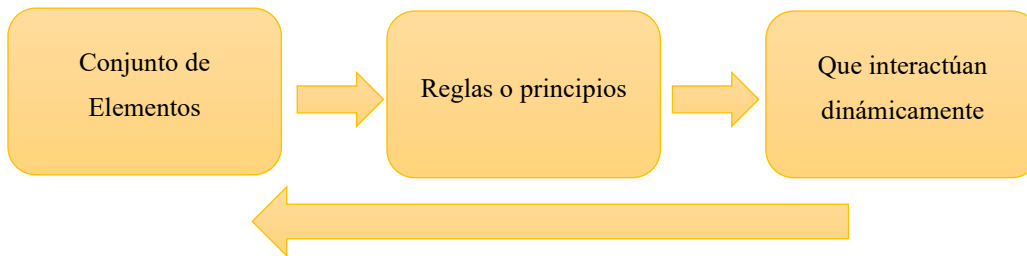 Conjunto de
Elementos
Reglas o principios
Que interactúan
dinámicamente